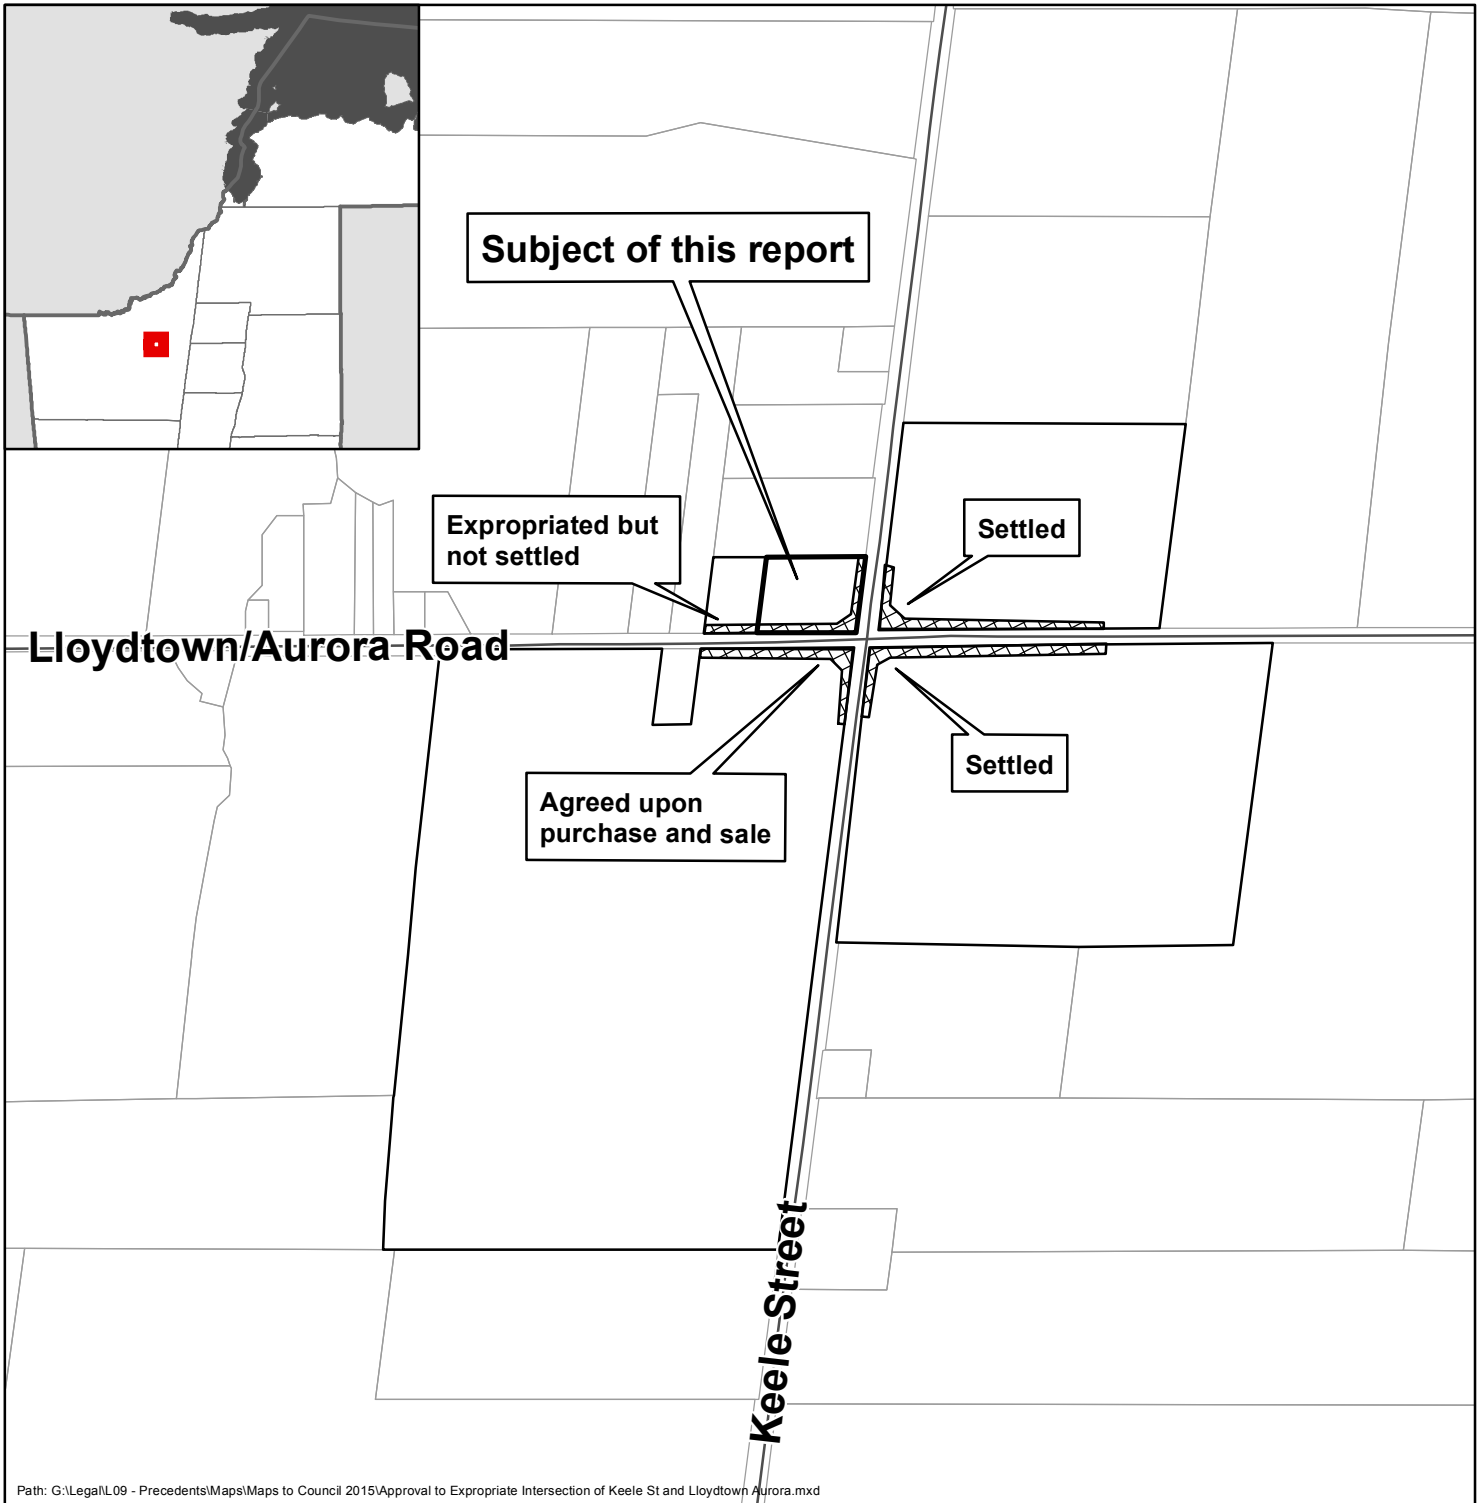 Subject of this report
Expropriated but
not settled
Settled
Lloydtown/Aurora Road
Settled
Agreed upon
purchase and sale
Keele Street
Path: G:\Legal\L09 - Precedents\Maps\Maps to Council 2015\Approval to Expropriate Intersection of Keele St and Lloydtown Aurora.mxd